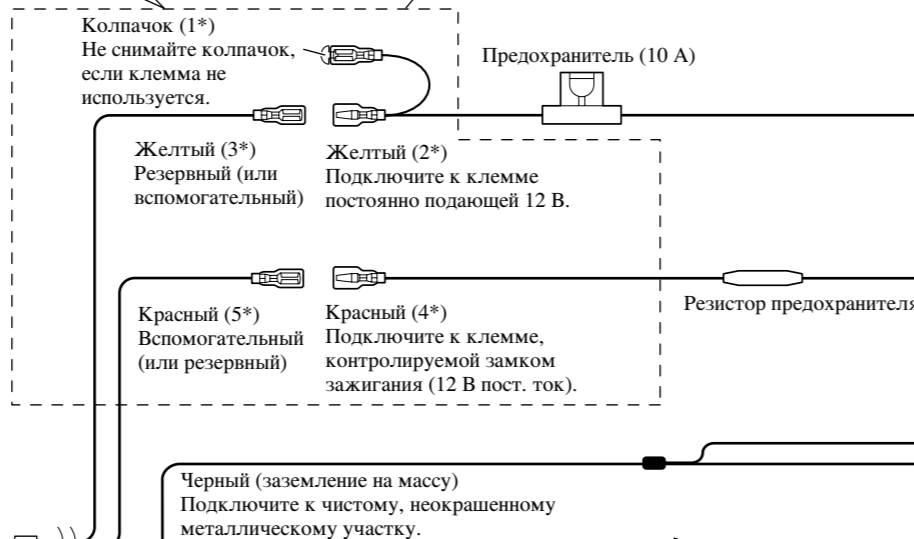 Колпачок (1*)
Не снимайте колпачок,
если клемма не
используется.
Предохранитель (10 А)
Желтый (3*)
Резервный (или
вспомогательный)
Желтый (2*)
Подключите к клемме
постоянно подающей 12 В.
Красный (5*)
Вспомогательный
(или резервный)
Красный (4*)
Подключите к клемме,
контролируемой замком
зажигания (12 В пост. ток).
Резистор предохранителя
Черный (заземление на массу)
Подключите к чистому, неокрашенному
металлическому участку.